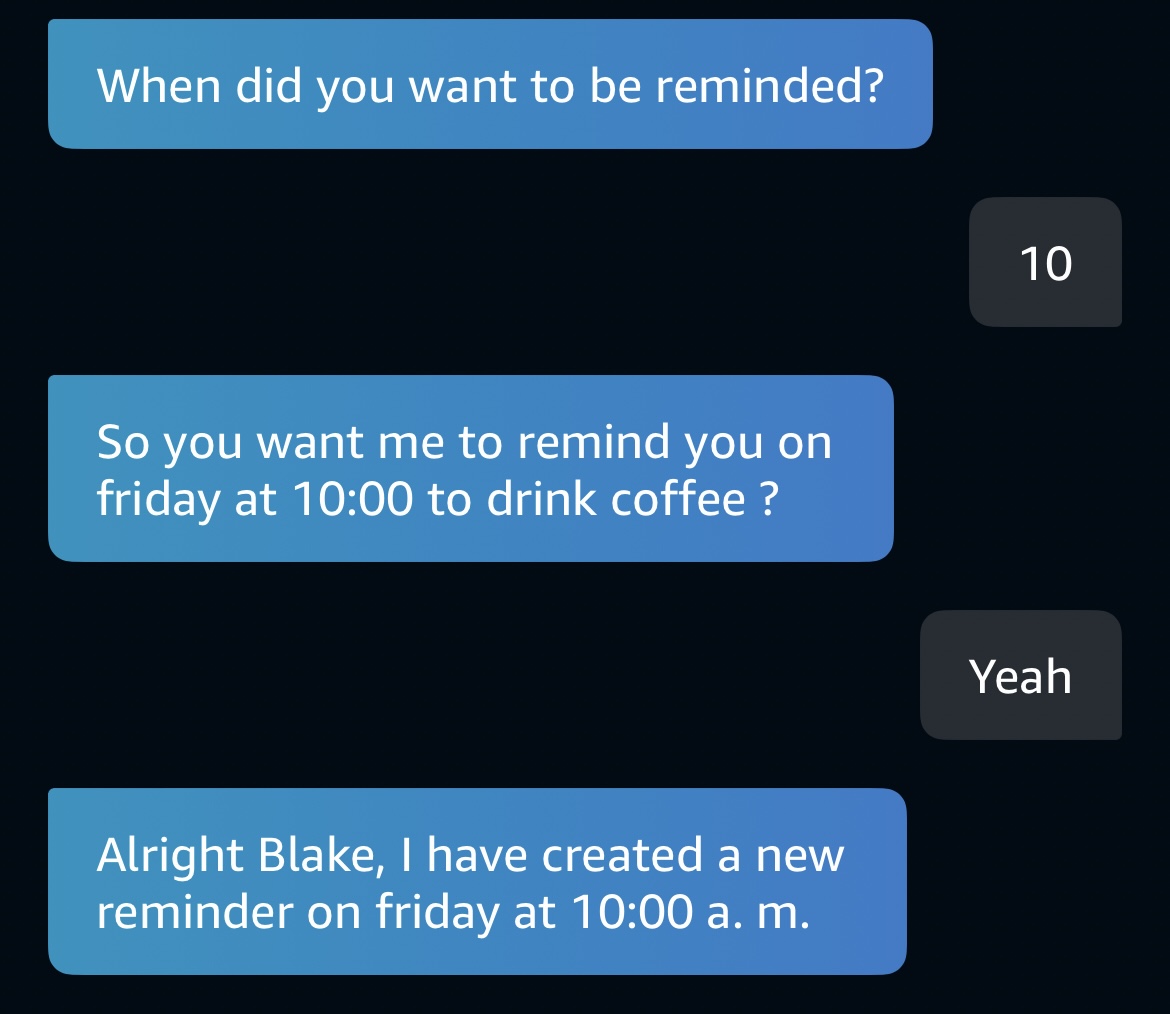 When did you want to be reminded?
10
So you want me to remind you on
friday at 10:00 to drink coffee ?
Yeah
Alright Blake, I have created a new
reminder on friday at 10:00 a. m.